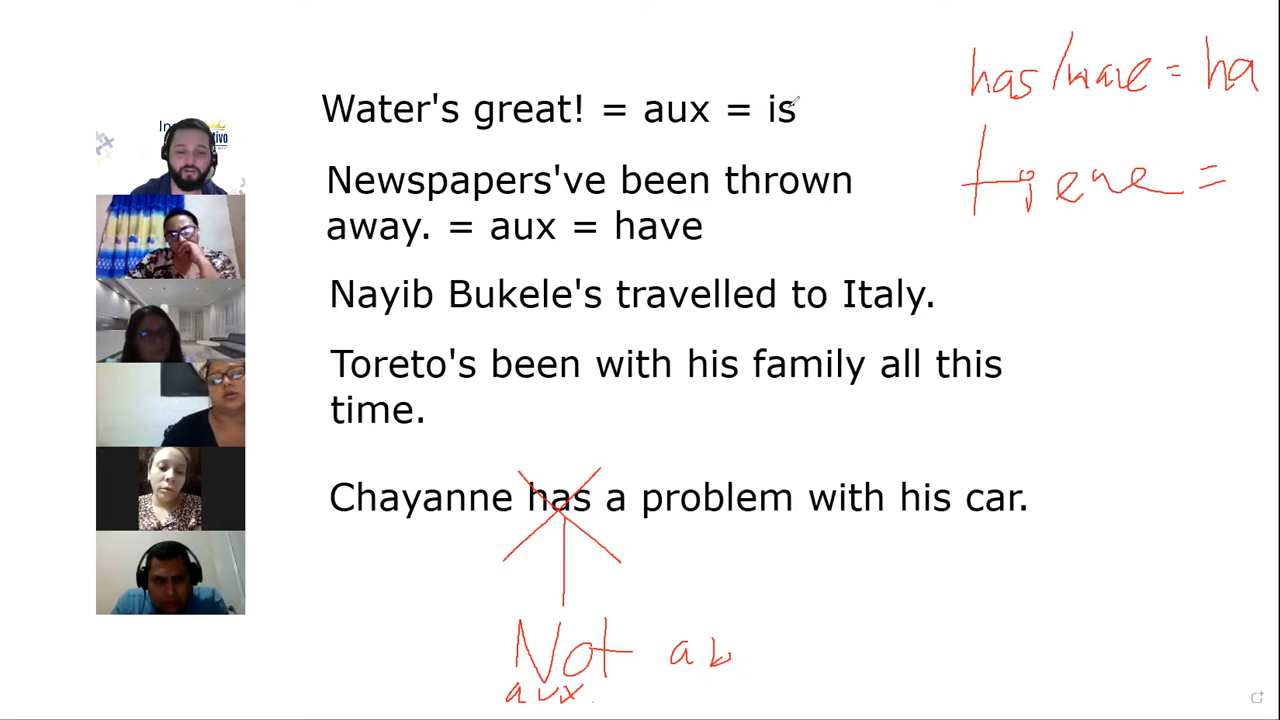 has/have = ha
Water's great! = aux = is
tiene =
Newspapers've been thrown
away. = aux = have
Nayib Bukele's travelled to Italy.
Toreto's been with his family all this
time.
Chayanne has a problem with his car.
Not ab
aux